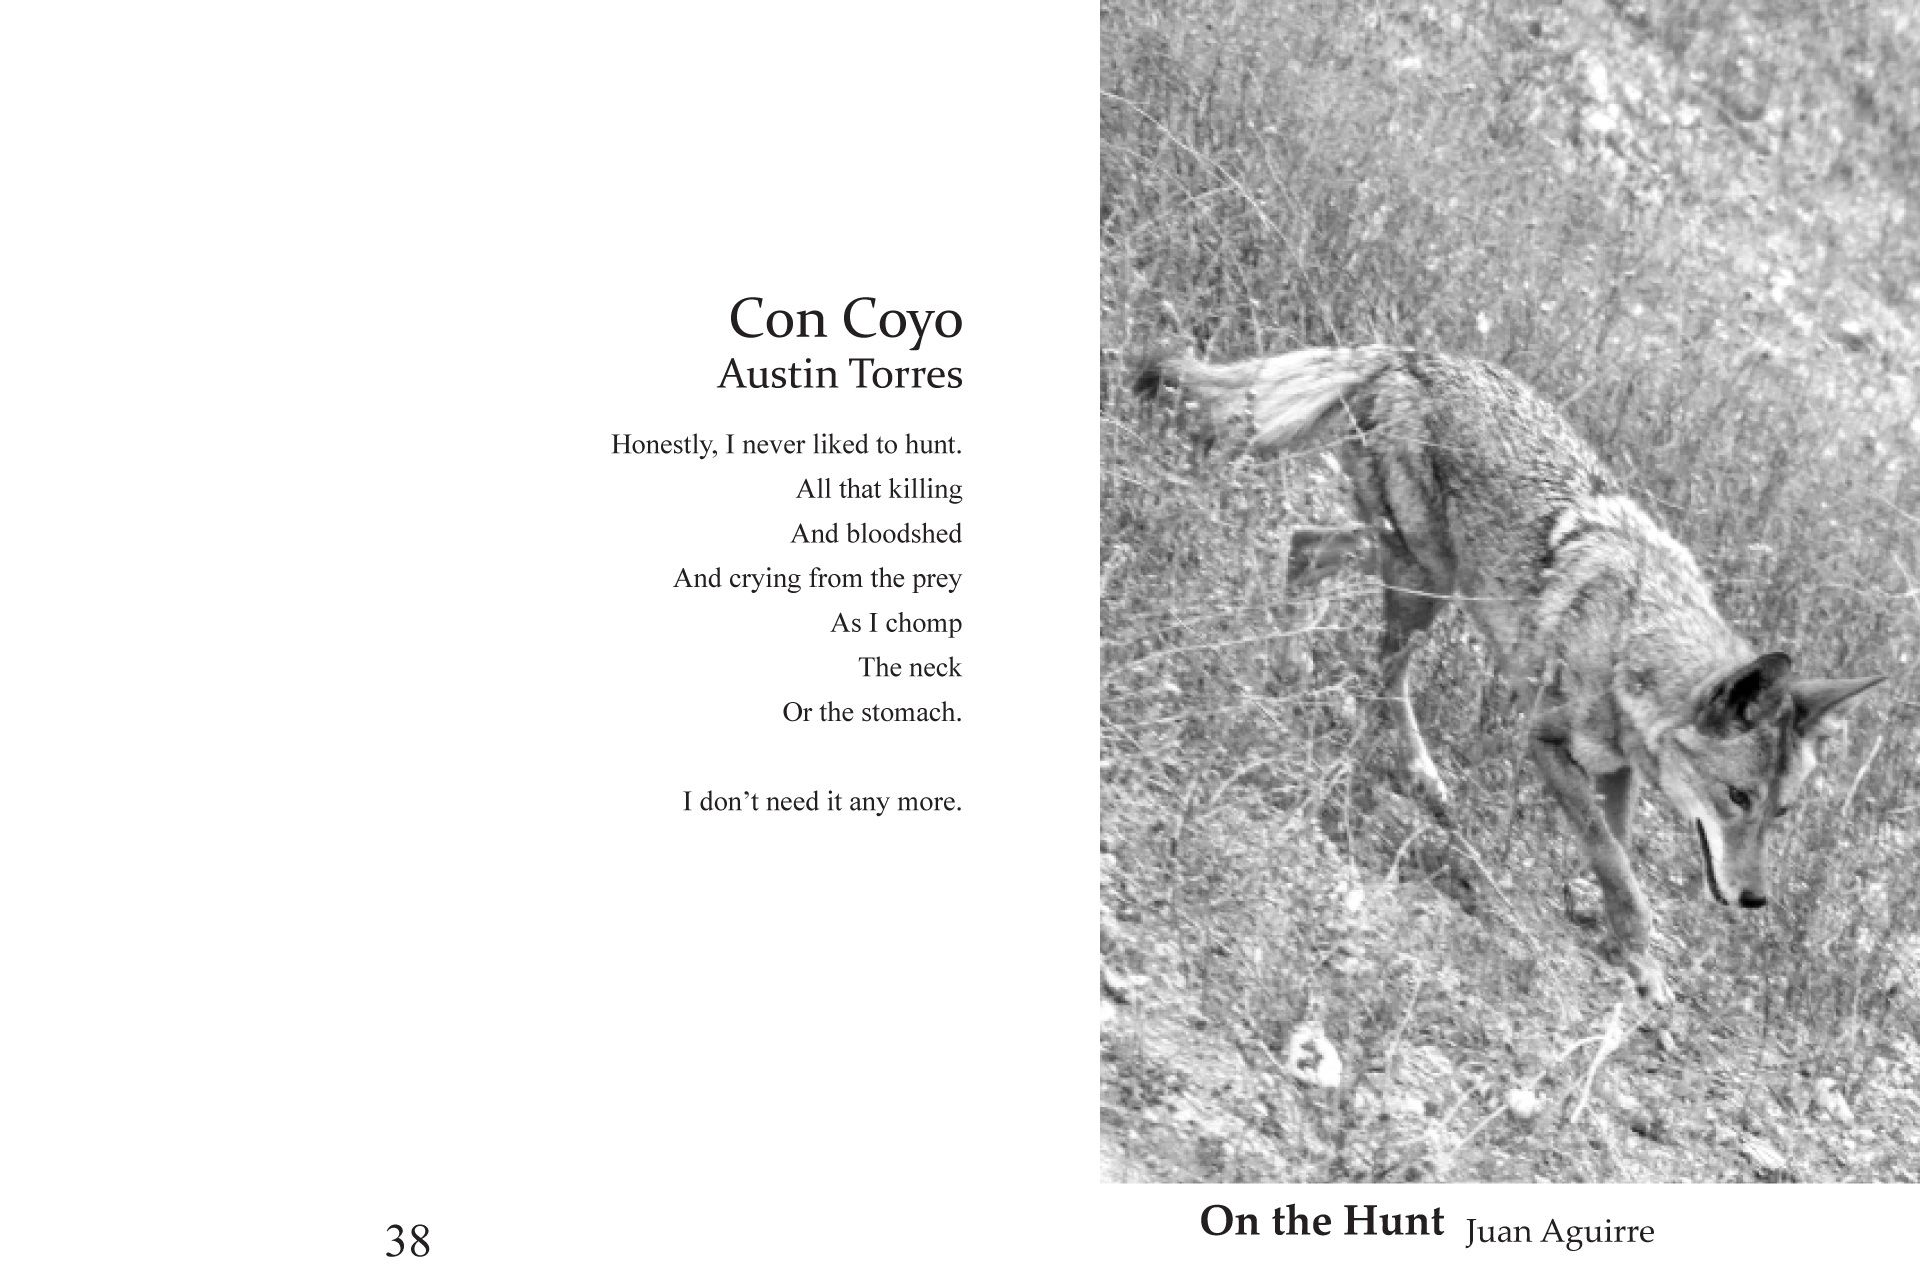 Con Coyo
Austin Torres
Honestly, I never liked to hunt.
All that killing
And bloodshed
And crying from the prey
As I chomp
The neck
Or the stomach.
I don’t need it any more.
38
On the Hunt Juan Aguirre